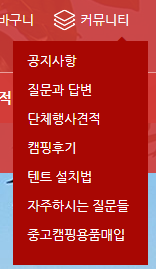 바구니 커뮤니티
공지사항
적
질문과 답변
단체행사견적
캠핑후기
텐트 설치법
자주하시는 질문들
중고캠핑용품매입